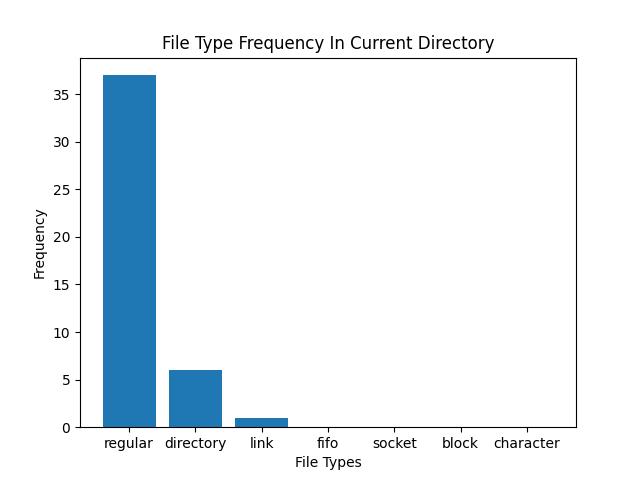 File Type Frequency In Current Directory
35
30
25
20
15
10
5
0
Frequency
regular directory link fifo socket block character
File Types